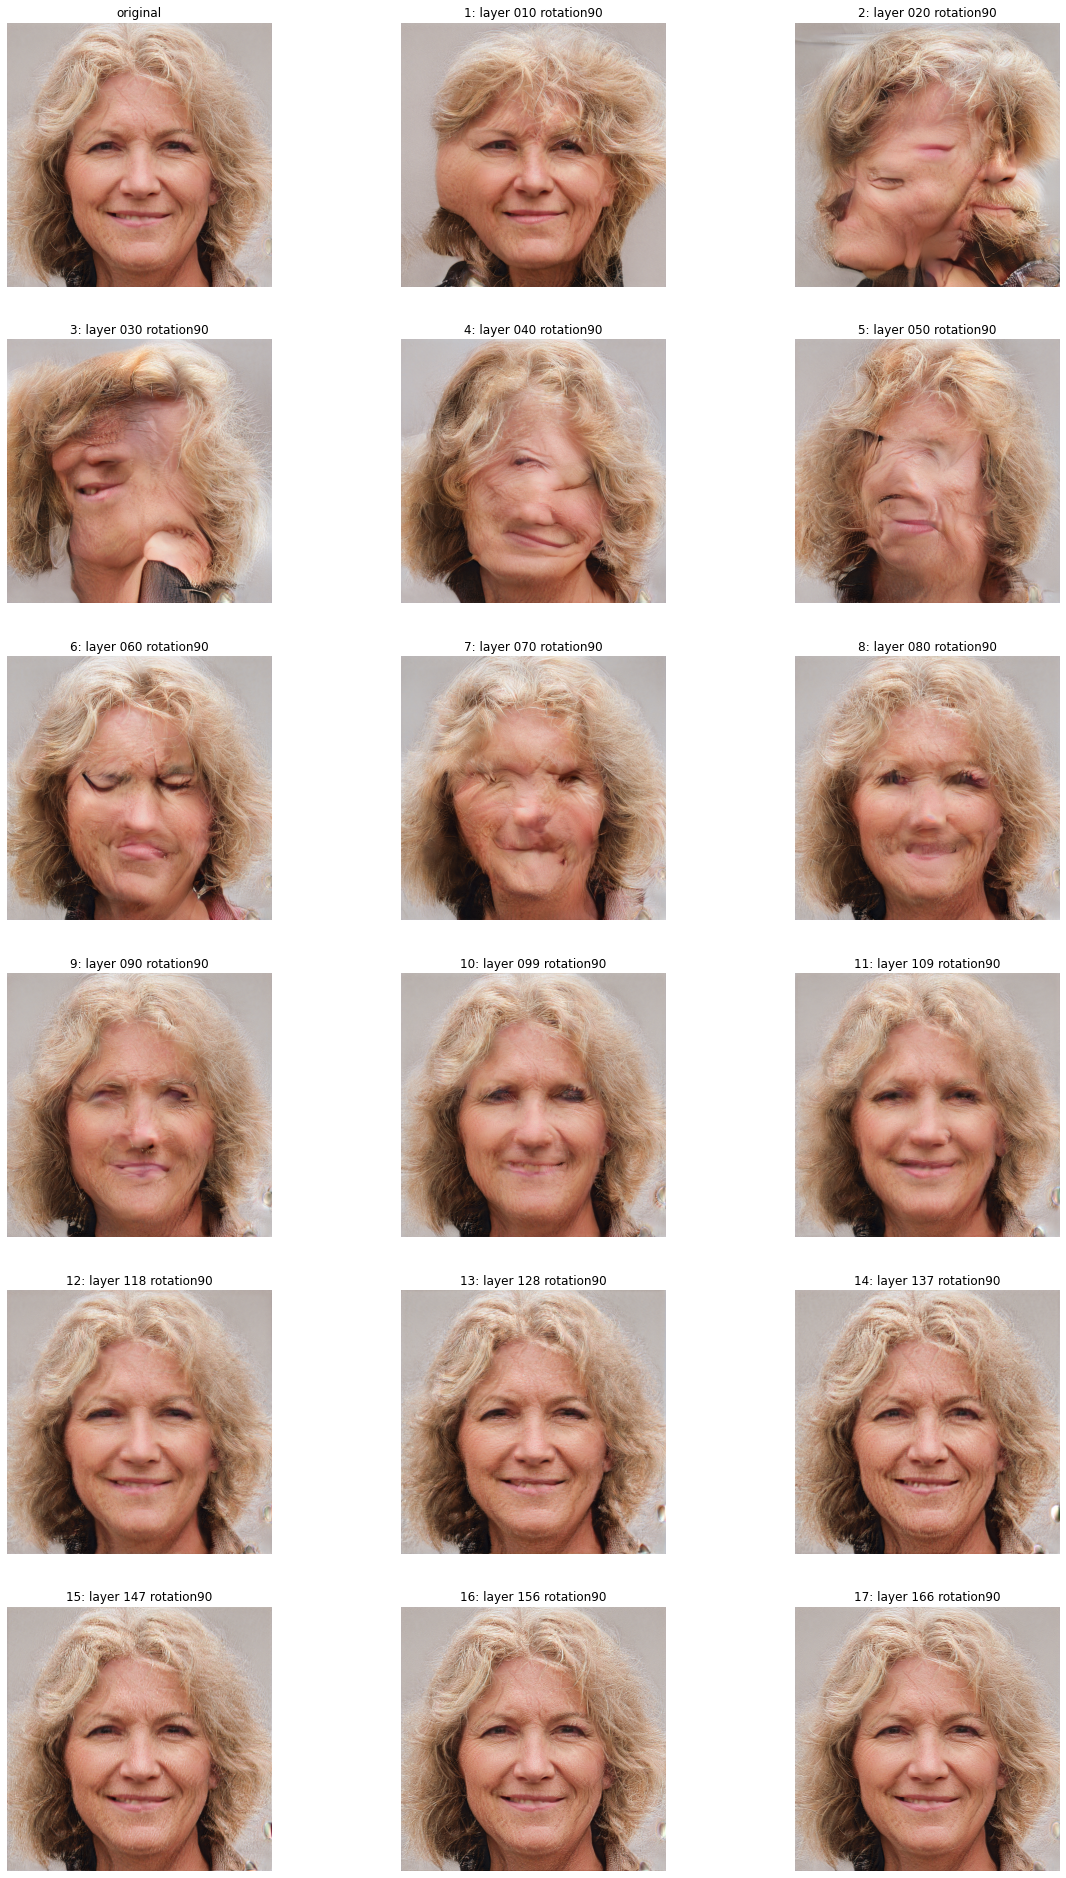 original
1: layer 010 rotation90
2: layer 020 rotation90
3: layer 030 rotation90
4: layer 040 rotation90
5: layer 050 rotation90
6: layer 060 rotation90
7: layer 070 rotation90
8: layer 080 rotation90
9: layer 090 rotation90
10: layer 099 rotation90
11: layer 109 rotation90
12: layer 118 rotation90
13: layer 128 rotation90
14: layer 137 rotation90
15: layer 147 rotation90
16: layer 156 rotation90
17: layer 166 rotation90